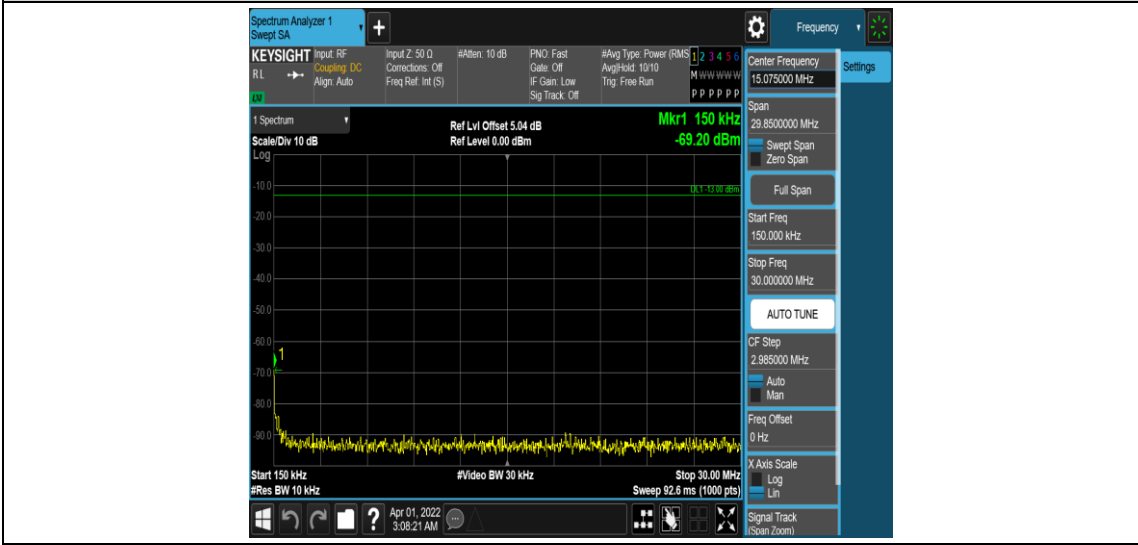 Spectrum Analyzer 1
Swept SA
+
Frequency
KEYSIGHT
RL
LXI
Input: RF
Coupling: DC
Align: Auto
Input Z: 50 Ω
Corrections: Off
Freq Ref: Int (S)
#Atten: 10 dB
PNO: Fast
Gate: Off
IF Gain: Low
Sig Track: Off
#Avg Type: Power (RMS
Avg|Hold: 10/10
Trig: Free Run
1 2 3 4 5 6
M W W W W W
P P P P P P
1 Spectrum
Scale/Div 10 dB
Log
Ref Lvl Offset 5.04 dB
Ref Level 0.00 dBm
Mkr1 150 kHz
-69.20 dBm
DL1 -13.00 dBm
-10.0
-20.0
-30.0
-40.0
-50.0
-60.0
1
-70.0
-80.0
-90.0
Start 150 kHz
#Res BW 10 kHz
#Video BW 30 kHz
Stop 30.00 MHz
Sweep 92.6 ms (1000 pts)
?
Apr 01, 2022
3:08:21 AM
Center Frequency
15.075000 MHz
Settings
Span
29.8500000 MHz
Swept Span
Zero Span
Full Span
Start Freq
150.000 kHz
Stop Freq
30.000000 MHz
AUTO TUNE
CF Step
2.985000 MHz
Auto
Man
Freq Offset
0 Hz
X Axis Scale
Log
Lin
Signal Track
(Span Zoom)